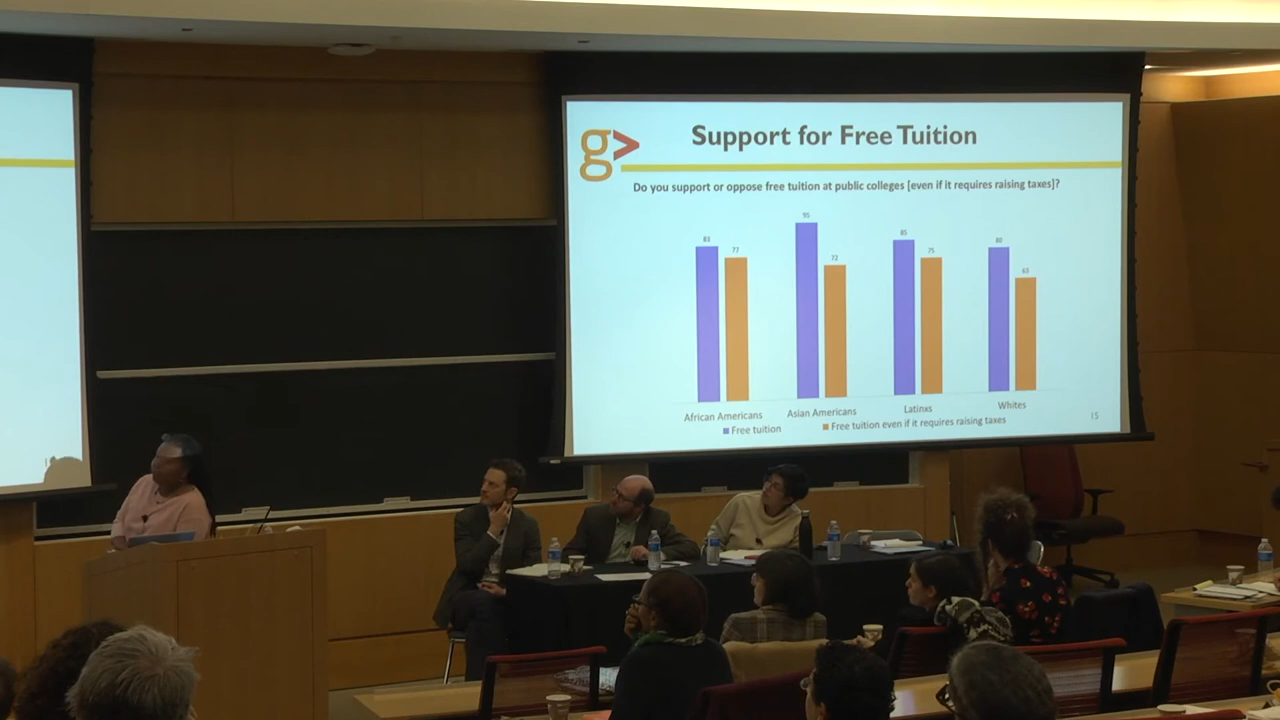 g>
Support for Free Tuition
Do you support or oppose free tuition at public colleges [even if it requires raising taxes]?
83 77 95 72 85 75 80 63
African Americans Asian Americans Latinxs Whites
Free tuition Free tuition even if it requires raising taxes
15